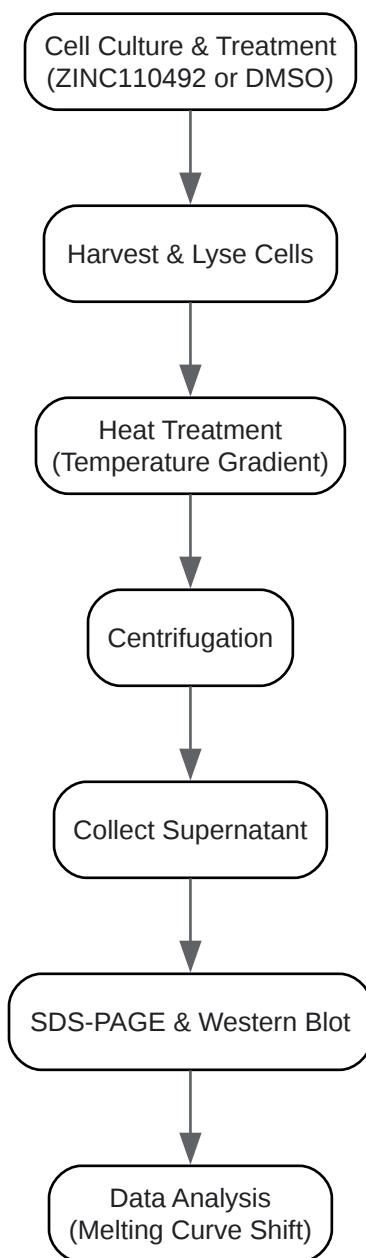 Cell Culture & Treatment
(ZINC110492 or DMSO)
Harvest & Lyse Cells
Heat Treatment
(Temperature Gradient)
Centrifugation
Collect Supernatant
SDS-PAGE & Western Blot
Data Analysis
(Melting Curve Shift)